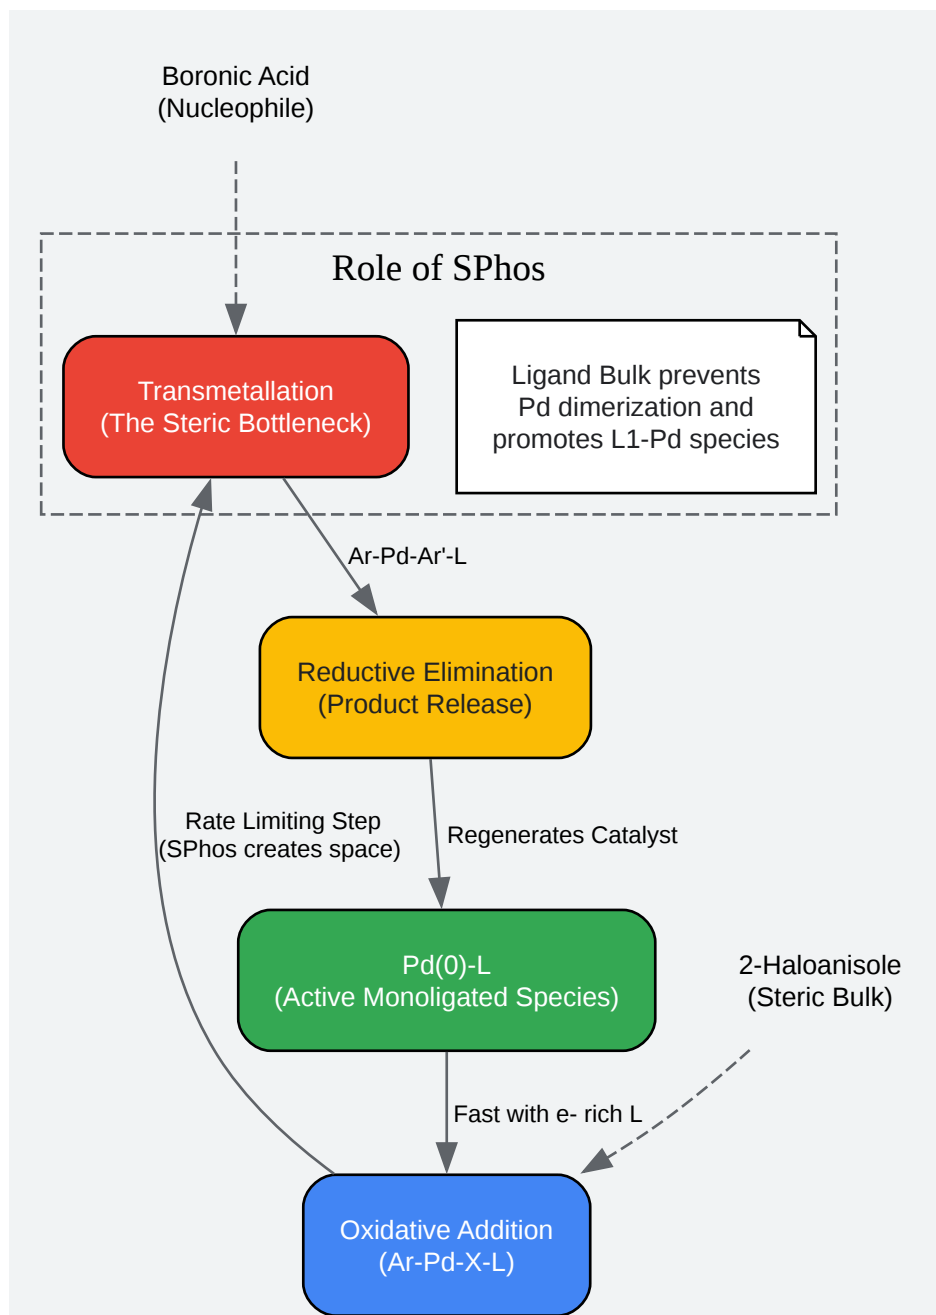 Boronic Acid
(Nucleophile)
Role of SPhos
Transmetallation
(The Steric Bottleneck)
Ligand Bulk prevents
Pd dimerization and
promotes L1-Pd species
Ar-Pd-Ar'-L
Reductive Elimination
(Product Release)
Rate Limiting Step
(SPhos creates space)
Regenerates Catalyst
Pd(0)-L
(Active Monoligated Species)
2-Haloanisole
(Steric Bulk)
Fast with e- rich L
Oxidative Addition
(Ar-Pd-X-L)